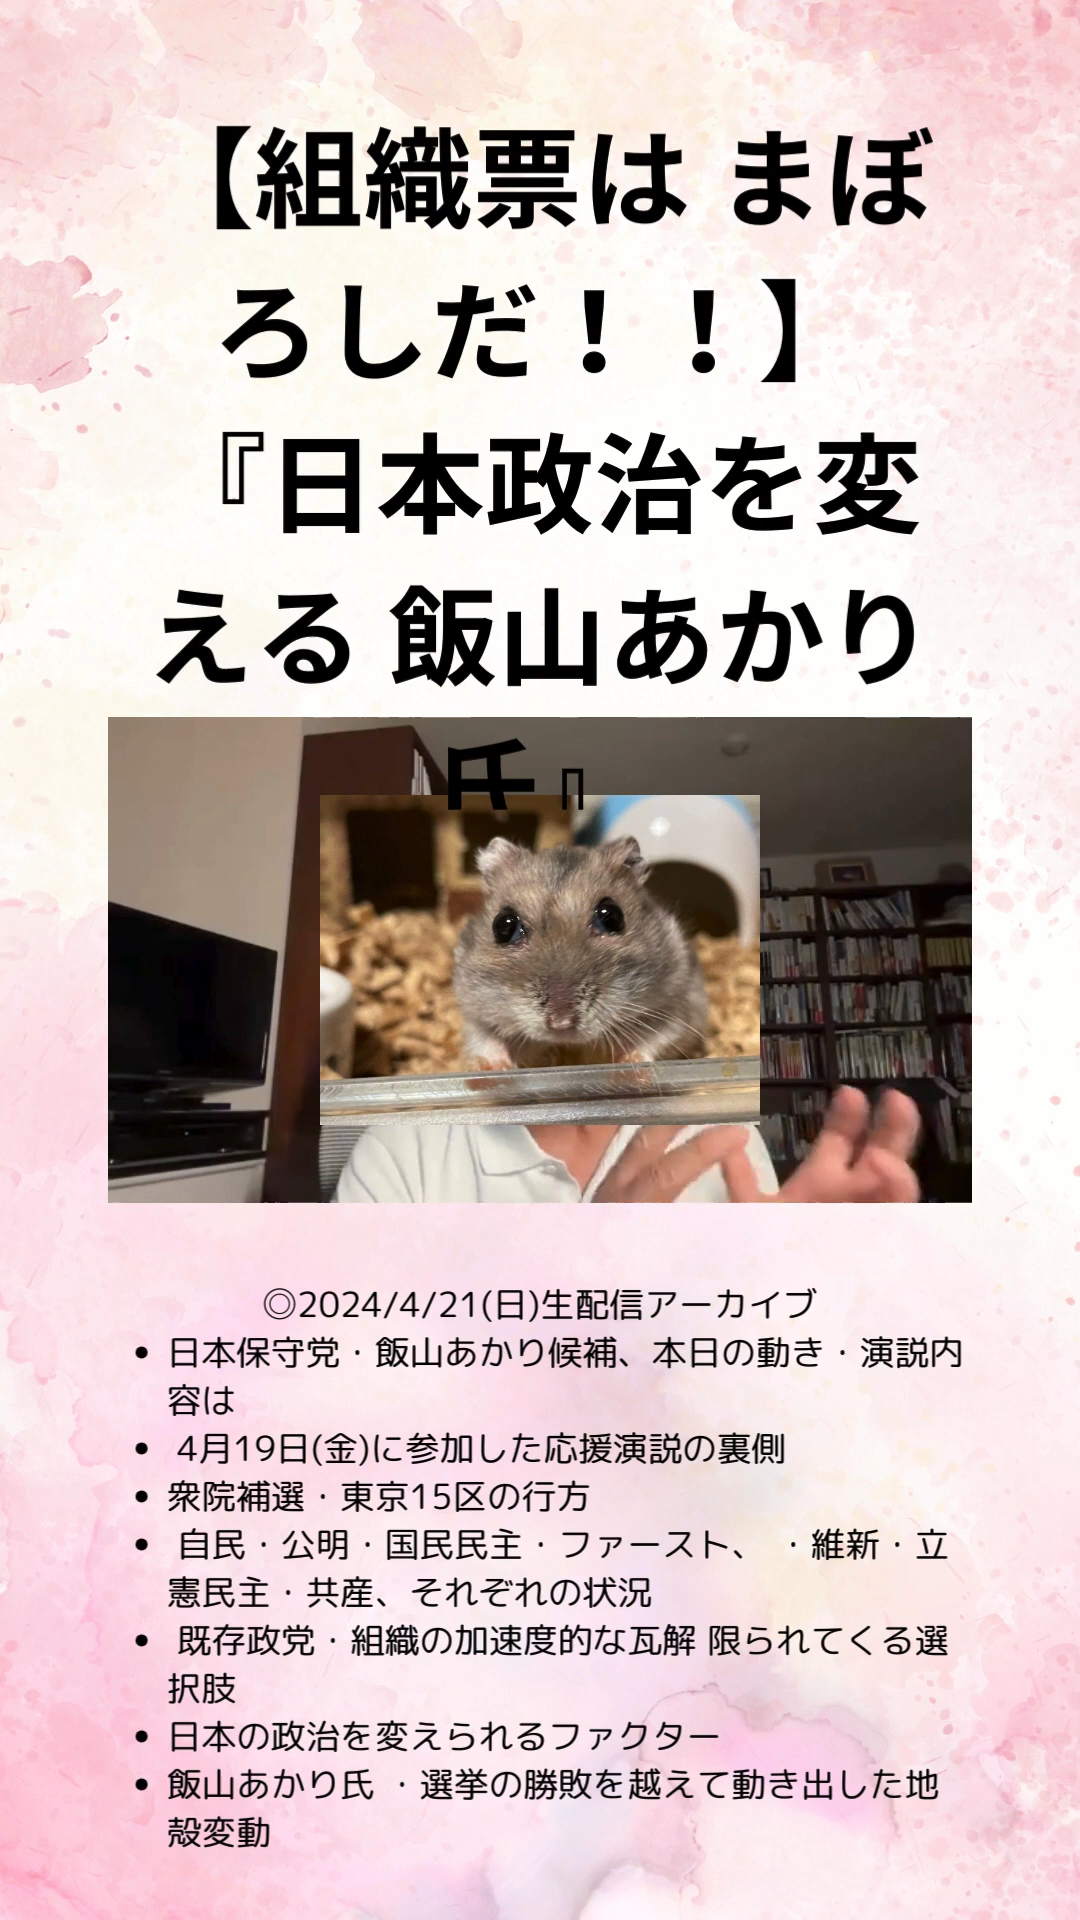 【組織票は まぼ
ろしだ！！】
『日本政治を変
える 飯山あかり
氏『
◎2024/4/21(日)生配信アーカイブ
• 日本保守党・飯山あかり候補、本日の動き・演説内
容は
• 4月19日(金)に参加した応援演説の裏側
• 衆院補選・東京15区の行方
• 自民・公明・国民民主・ファースト、 ・維新・立
憲民主・共産、それぞれの状況
• 既存政党・組織の加速度的な瓦解 限られてくる選
択肢
• 日本の政治を変えられるファクター
• 飯山あかり氏 ・選挙の勝敗を越えて動き出した地
殻変動